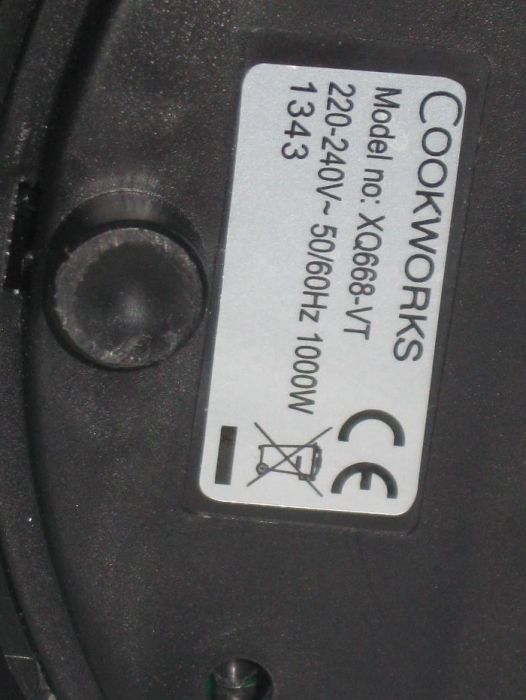 COOKWORKS
Model no: XQ668-VT
220-240V~ 50/60Hz 1000W
1343
CE